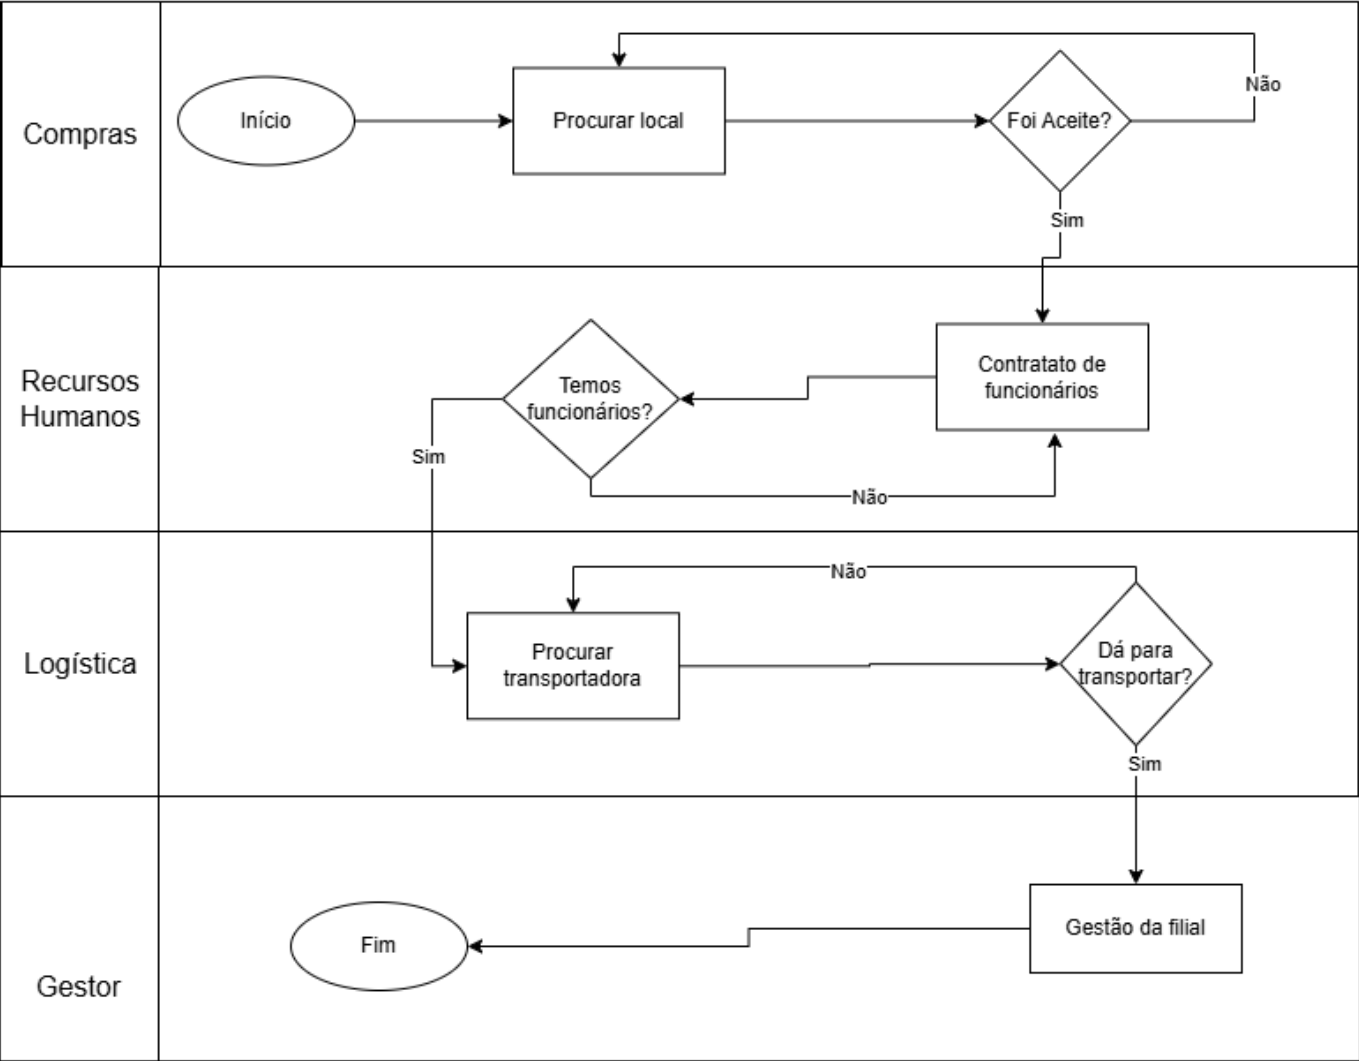 Compras
Início
Procurar local
Foi Aceite?
Não
Sim
Recursos
Humanos
Temos
funcionários?
Contratato de
funcionários
Sim
Não
Logística
Não
Procurar
transportadora
Dá para
transportar?
Sim
Gestor
Fim
Gestão da filial